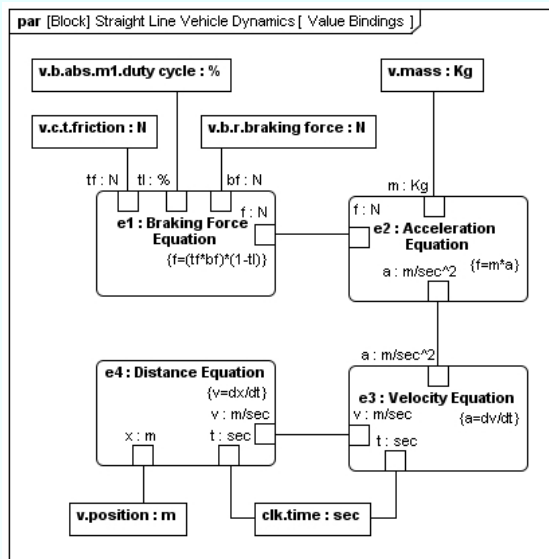 par [Block] Straight Line Vehicle Dynamics [ Value Bindings ]
v.b.abs.m1.duty cycle : %
v.mass : Kg
v.c.t.friction : N
v.b.r.braking force : N
tf : N
tl : %
bf : N
m : Kg
f : N
e1 : Braking Force
Equation
{f=(tf*bf)*(1-tl)}
f : N
e2 : Acceleration
Equation
{f=m*a}
a : m/sec^2
a : m/sec^2
e4 : Distance Equation
{v=dx/dt}
v : m/sec
x : m
t : sec
e3 : Velocity Equation
v : m/sec
{a=dv/dt}
t : sec
v.position : m
clk.time : sec